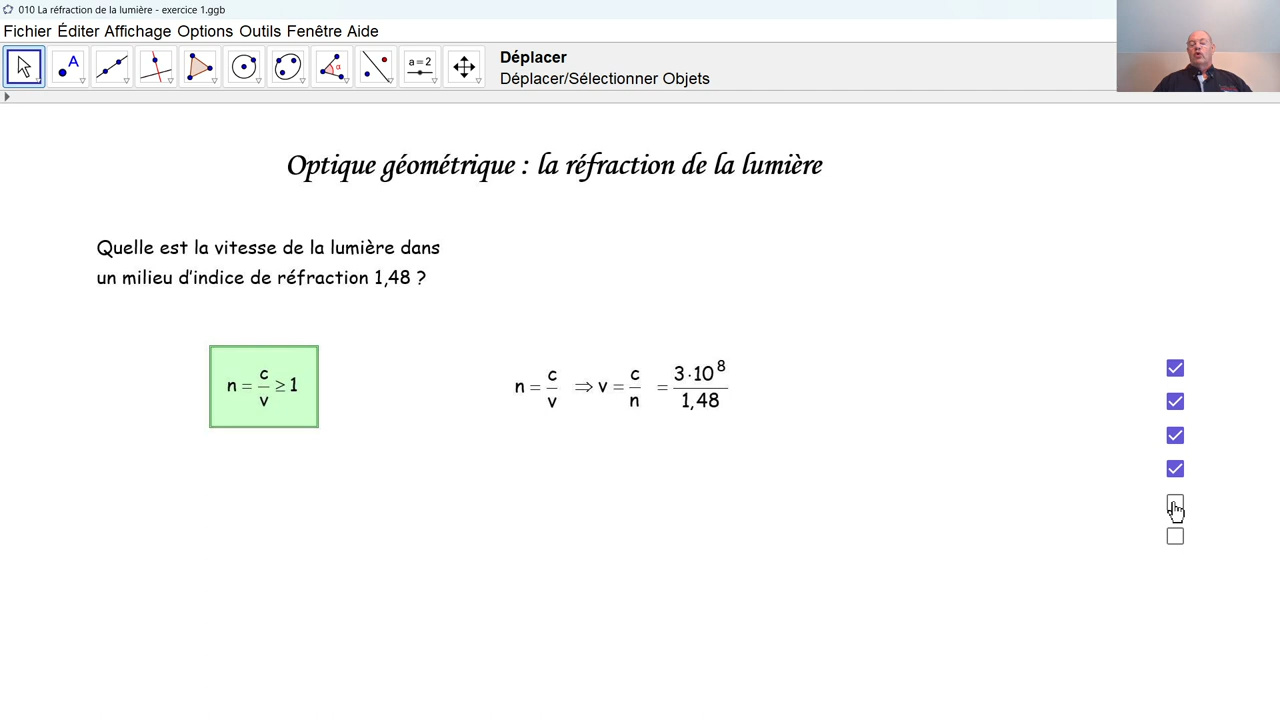 010 La réfraction de la lumière - exercice 1.ggb
Fichier Éditer Affichage Options Outils Fenêtre Aide
A
α
a=2
Déplacer
Déplacer/Sélectionner Objets
Optique géométrique : la réfraction de la lumière
Quelle est la vitesse de la lumière dans
un milieu d'indice de réfraction 1,48 ?
n = c/v ≥ 1
n = c/v ⇒ v = c/n = 3·10⁸/1,48